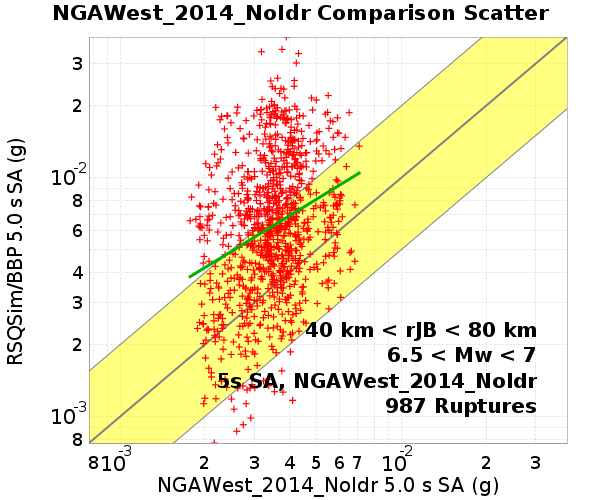 NGAWest_2014_NoIdr Comparison Scatter
RSQSim/BBP 5.0 s SA (g)
3
2
10-2
8
6
4
3
2
10-3
8
40 km < rJB < 80 km
6.5 < Mw < 7
5s SA, NGAWest_2014_NoIdr
987 Ruptures
8 10-3 2 3 4 5 6 7 10-2 2 3
NGAWest_2014_NoIdr 5.0 s SA (g)